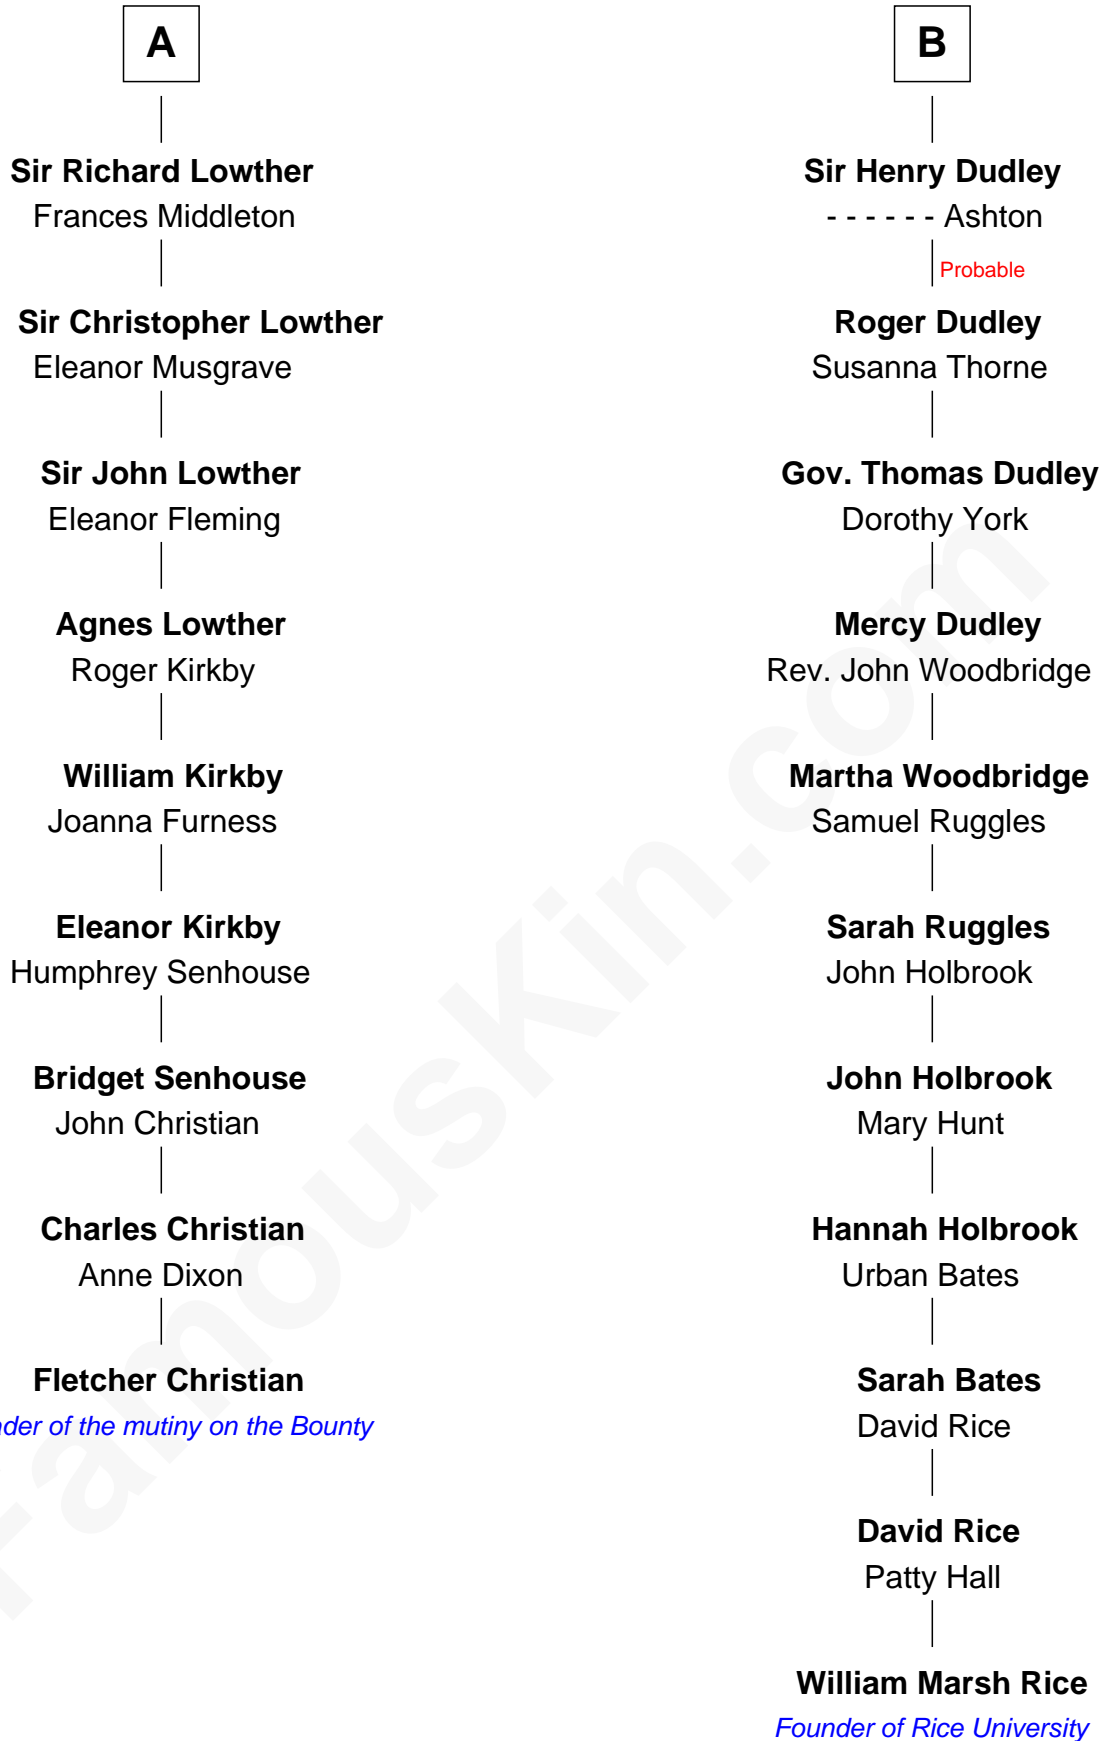 A
Sir Richard Lowther
Frances Middleton
Sir Christopher Lowther
Eleanor Musgrave
Sir John Lowther
Eleanor Fleming
Agnes Lowther
Roger Kirkby
William Kirkby
Joanna Furness
Eleanor Kirkby
Humphrey Senhouse
Bridget Senhouse
John Christian
Charles Christian
Anne Dixon
Fletcher Christian
of the mutiny on the Bounty
B
Sir Henry Dudley
- - - - - - Ashton
Probable
Roger Dudley
Susanna Thorne
Gov. Thomas Dudley
Dorothy York
Mercy Dudley
Rev. John Woodbridge
Martha Woodbridge
Samuel Ruggles
Sarah Ruggles
John Holbrook
John Holbrook
Mary Hunt
Hannah Holbrook
Urban Bates
Sarah Bates
David Rice
David Rice
Patty Hall
William Marsh Rice
Founder of Rice University
FamousKin.com